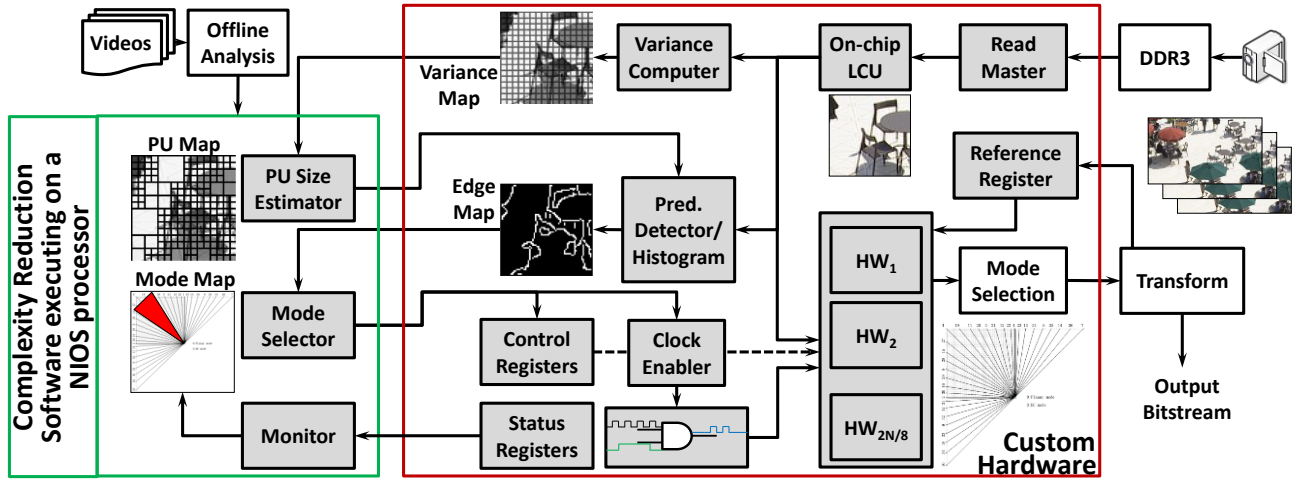 Videos
Offline
Analysis
Variance
Map
Variance
Computer
On-chip
LCU
Read
Master
DDR3
Complexity Reduction
Software executing on a
NIOS processor
PU Map
PU Size
Estimator
Edge
Map
Pred.
Detector/
Histogram
Reference
Register
Mode Map
Mode
Selector
Control
Registers
Clock
Enabler
HW1
HW2
HW2N/8
Mode
Selection
Transform
Output
Bitstream
Monitor
Status
Registers
Custom
Hardware